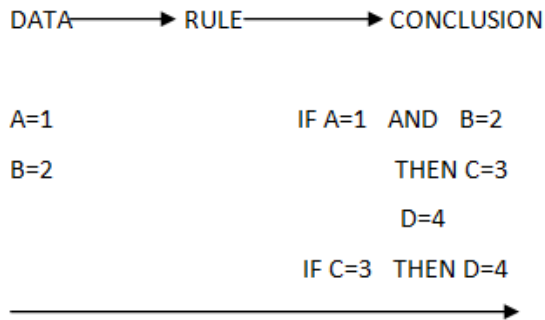 DATA RULE CONCLUSION
A=1 IF A=1 AND B=2
B=2 THEN C=3
D=4
IF C=3 THEN D=4